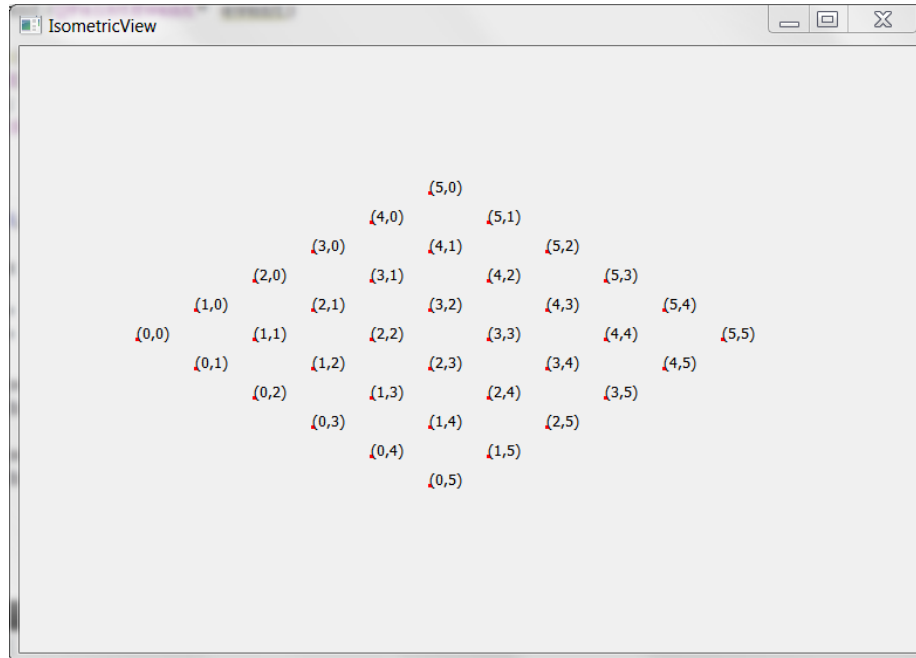 IsometricView
(5,0)
(4,0) (5,1)
(3,0) (4,1) (5,2)
(2,0) (3,1) (4,2) (5,3)
(1,0) (2,1) (3,2) (4,3) (5,4)
(0,0) (1,1) (2,2) (3,3) (4,4) (5,5)
(0,1) (1,2) (2,3) (3,4) (4,5)
(0,2) (1,3) (2,4) (3,5)
(0,3) (1,4) (2,5)
(0,4) (1,5)
(0,5)